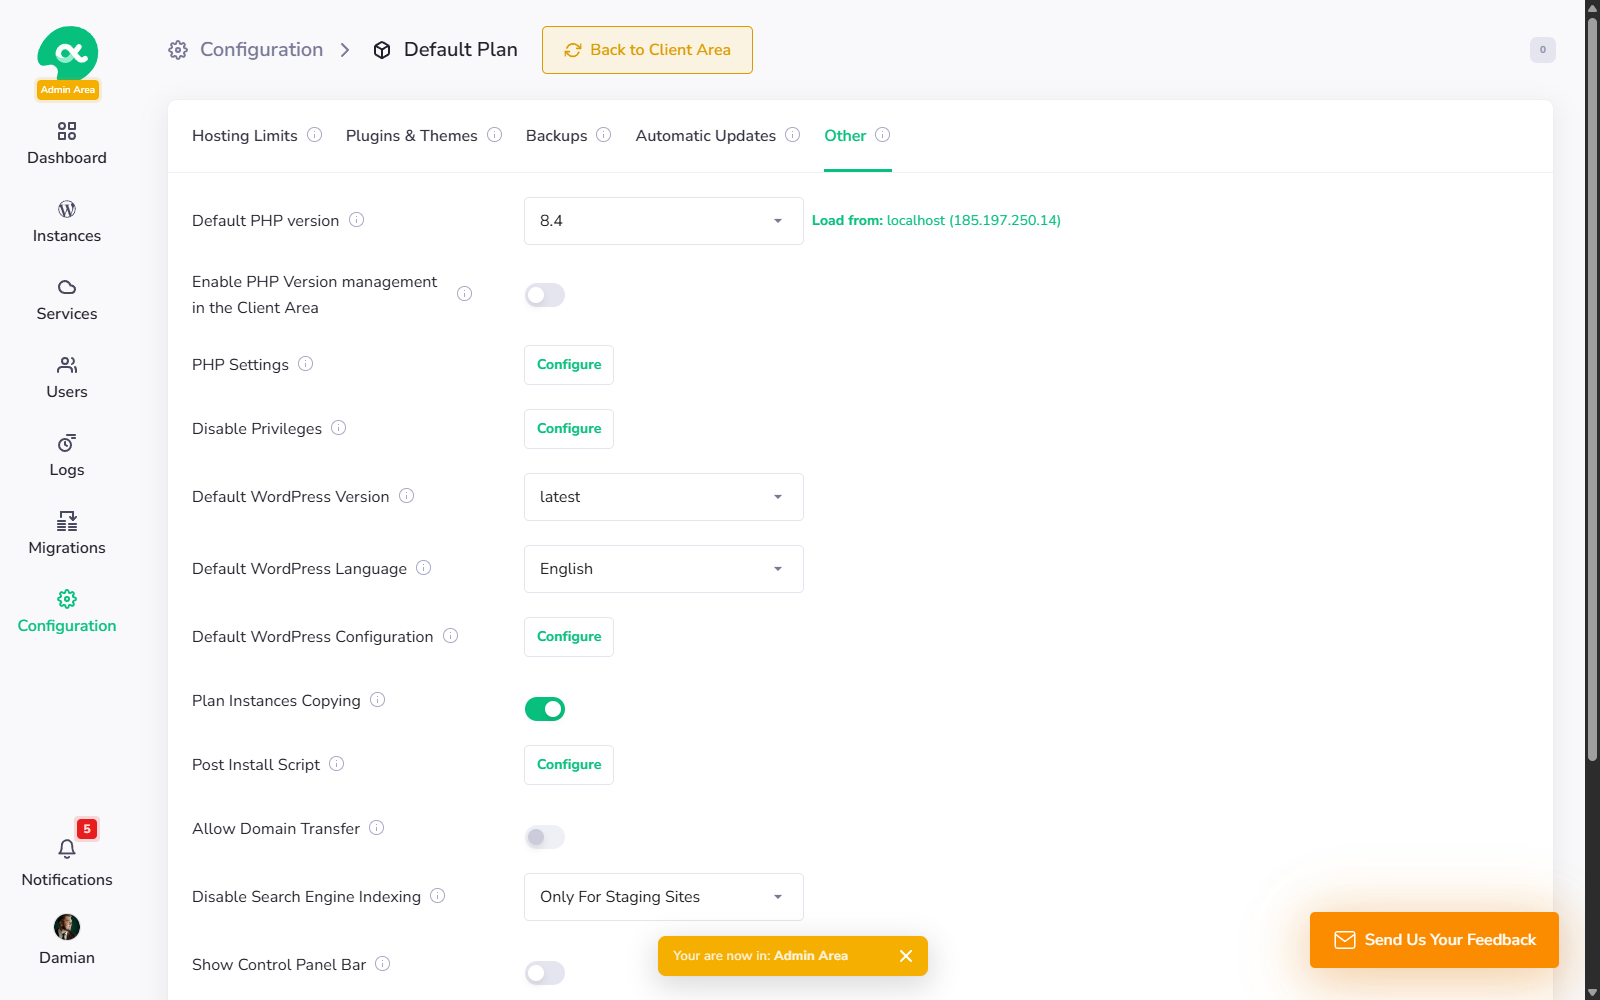 Admin Area
Dashboard
Instances
Services
Users
Logs
Migrations
Configuration
5
Notifications
Damian
Configuration
Default Plan
Back to Client Area
0
Hosting Limits
Plugins & Themes
Backups
Automatic Updates
Other
Default PHP version
8.4
Load from: localhost (185.197.250.14)
Enable PHP Version management
in the Client Area
PHP Settings
Configure
Disable Privileges
Configure
Default WordPress Version
latest
Default WordPress Language
English
Default WordPress Configuration
Configure
Plan Instances Copying
Post Install Script
Configure
Allow Domain Transfer
Disable Search Engine Indexing
Only For Staging Sites
Show Control Panel Bar
Your are now in: Admin Area
Send Us Your Feedback